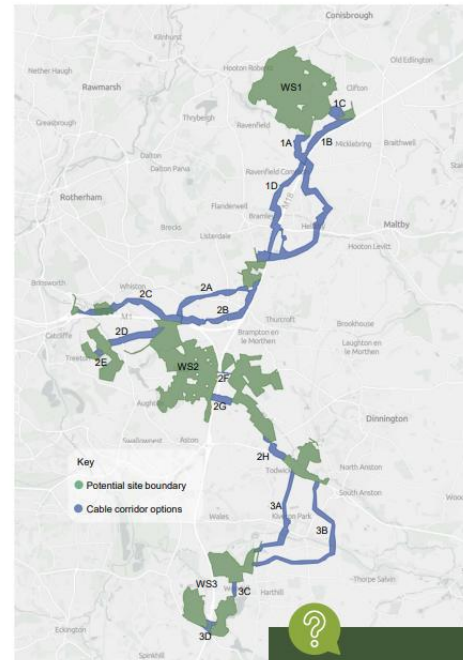 Conisbrough
Kilnhurst
Nether Haugh
Hooton Roberts
Old Edlington
Rawmarsh
WS1
Clifton
1C
Greasbrough
Thrybergh
1A
1B
Micklebring
Ravenfield
Braithwell
Dalton
Dalton Parva
Ravenfield Common
1D
M18
Rotherham
Flanderwell
Bramley
Maltby
Brecks
Listerdale
Hellaby
Hooton Levitt
Brinsworth
Whiston
2C
2A
M1
2B
Thurcroft
Brookhouse
Catcliffe
2D
Brampton en
le Morthen
Laughton en
le Morthen
Treeton
2E
WS2
2F
Aughton
2G
Dinnington
Swallownest
Aston
2H
Key
Todwick
North Anston
Potential site boundary
South Anston
Cable corridor options
3A
Wales
Kiveton Park
3B
WS3
Thorpe Salvin
3C
Harthill
Eckington
3D
Spinkhill
?